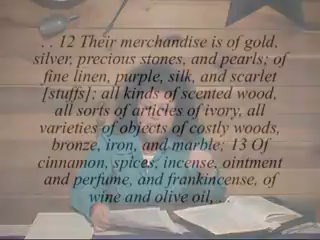 . . 12 Their merchandise is of gold,
silver, precious stones, and pearls; of
fine linen, purple, silk, and scarlet
[stuffs]; all kinds of scented wood,
all sorts of articles of ivory, all
varieties of objects of costly woods,
bronze, iron, and marble; 13 Of
cinnamon, spices, incense, ointment
and perfume, and frankincense, of
wine and olive oil, . .